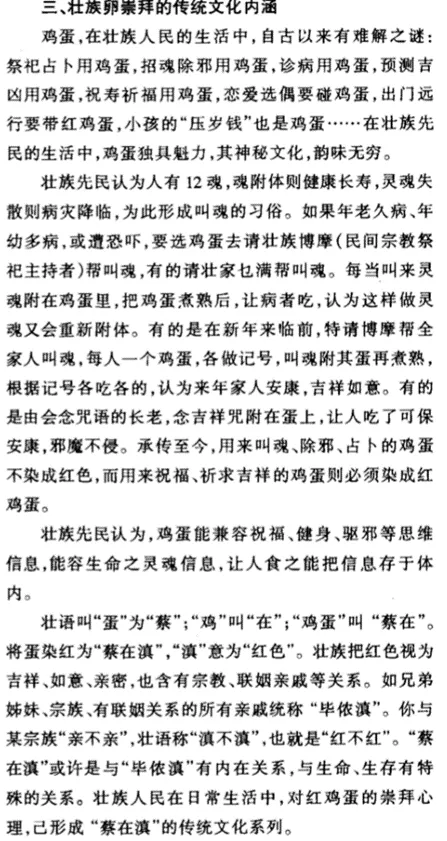 三、壮族卵崇拜的传统文化内涵
鸡蛋,在壮族人民的生活中,自古以来有难解之谜:
祭祀占卜用鸡蛋,招魂除邪用鸡蛋,诊病用鸡蛋,预测吉
凶用鸡蛋,祝寿祈福用鸡蛋,恋爱选偶要碰鸡蛋,出门远
行要带红鸡蛋,小孩的“压岁钱”也是鸡蛋……在壮族先
民的生活中,鸡蛋独具魁力,其神秘文化,韵味无穷。
壮族先民认为人有12魂,魂附体则健康长寿,灵魂失
散则病灾降临,为此形成叫魂的习俗。如果年老久病、年
幼多病,或遭恐吓,要选鸡蛋去请壮族博摩(民间宗教祭
祀主持者)帮叫魂,有的请壮家乜满帮叫魂。每当叫来灵
魂附在鸡蛋里,把鸡蛋煮熟后,让病者吃,认为这样做灵
魂又会重新附体。有的是在新年来临前,特请博摩帮全
家人叫魂,每人一个鸡蛋,各做记号,叫魂附其蛋再煮熟,
根据记号各吃各的,认为来年家人安康,吉祥如意。有的
是由会念咒语的长老,念吉祥咒附在蛋上,让人吃了可保
安康,邪魔不侵。承传至今,用来叫魂、除邪、占卜的鸡蛋
不染成红色,而用来祝福、祈求吉祥的鸡蛋则必须染成红
鸡蛋。
壮族先民认为,鸡蛋能兼容祝福、健身、驱邪等思维
信息,能容生命之灵魂信息,让人食之能把信息存于体
内。
壮语叫“蛋”为“蔡”;“鸡”叫“在”;“鸡蛋”叫“蔡在”。
将蛋染红为“蔡在滇”,“滇”意为“红色”。壮族把红色视为
吉祥、如意、亲密,也含有宗教、联姻亲戚等关系。如兄弟
姊妹、宗族、有联姻关系的所有亲戚统称“毕侬滇”。你与
某宗族“亲不亲”,壮语称“滇不滇”,也就是“红不红”。“蔡
在滇”或许是与“毕侬滇”有内在关系,与生命、生存有特
殊的关系。壮族人民在日常生活中,对红鸡蛋的崇拜心
理,己形成“蔡在滇”的传统文化系列。